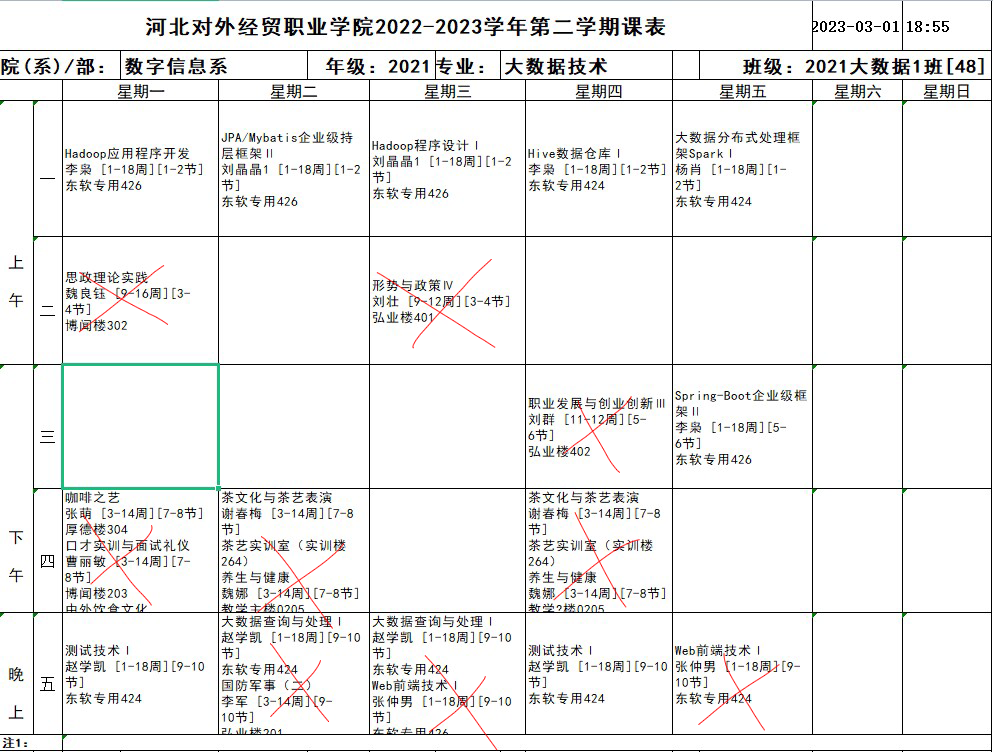 河北对外经贸职业学院2022-2023学年第二学期课表
2023-03-01 18:55
院(系)/部: 数字信息系 年级: 2021 专业: 大数据技术 班级: 2021大数据1班[48]
星期一 星期二 星期三 星期四 星期五 星期六 星期日
上午
一
Hadoop应用程序开发
李枭 [1-18周][1-2节]
东软专用426
JPA/Mybatis企业级持
层框架Ⅱ
刘晶晶1 [1-18周][1-2
节]
东软专用426
Hadoop程序设计Ⅰ
刘晶晶1 [1-18周][1-2
节]
东软专用426
Hive数据仓库Ⅰ
李枭 [1-18周][1-2节]
东软专用424
大数据分布式处理框
架SparkⅠ
杨肖 [1-18周][1-
2节]
东软专用424
二
思政理论实践
魏良钰 [9-16周][3-
4节]
博闻楼302
形势与政策Ⅳ
刘壮 [9-12周][3-4节]
弘业楼401
下午
三
职业发展与创业创新Ⅲ
刘群 [11-12周][5-
6节]
弘业楼402
Spring-Boot企业级框
架Ⅱ
李枭 [1-18周][5-
6节]
东软专用426
四
咖啡之艺
张萌 [3-14周][7-8节]
厚德楼304
口才实训与面试礼仪
曹丽敏 [3-14周][7-
8节]
博闻楼203
中外饮食文化
茶文化与茶艺表演
谢春梅 [3-14周][7-8
节]
茶艺实训室（实训楼
264）
养生与健康
魏娜 [3-14周][7-8节]
教学主楼0205
茶文化与茶艺表演
谢春梅 [3-14周][7-8
节]
茶艺实训室（实训楼
264）
养生与健康
魏娜 [3-14周][7-8节]
教学2楼0205
晚上
五
测试技术Ⅰ
赵学凯 [1-18周][9-10
节]
东软专用424
大数据查询与处理Ⅰ
赵学凯 [1-18周][9-10
节]
东软专用424
国防军事（二）
李军 [3-14周][9-
10节]
弘业楼201
大数据查询与处理Ⅰ
赵学凯 [1-18周][9-10
节]
东软专用424
Web前端技术Ⅰ
张仲男 [1-18周][9-10
节]
东软专用426
测试技术Ⅰ
赵学凯 [1-18周][9-10
节]
东软专用424
Web前端技术Ⅰ
张仲男 [1-18周][9-
10节]
东软专用424
注1: